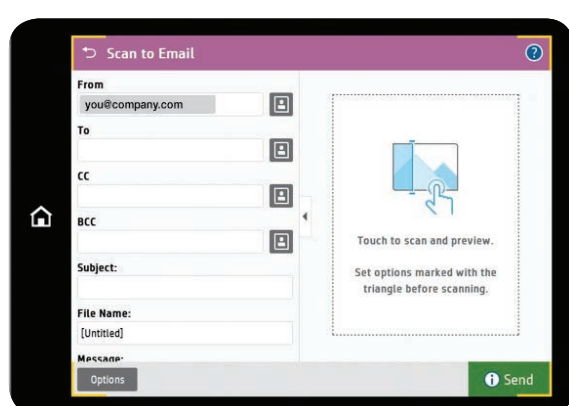 Scan to Email
?
From
you@company.com
To
CC
BCC
Subject:
File Name:
[Untitled]
Message:
Touch to scan and preview.
Set options marked with the
triangle before scanning.
Options
i Send